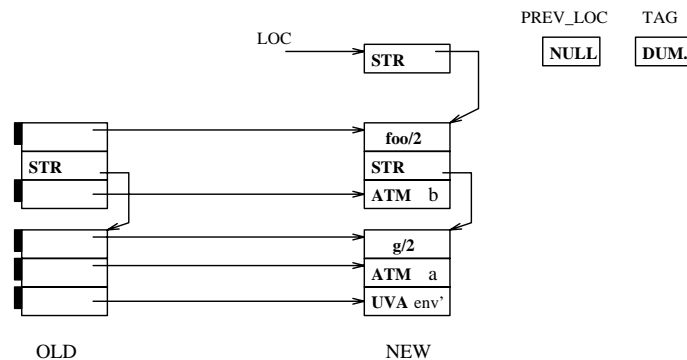 PREV_LOC TAG
LOC
STR
NULL DUM.
foo/2
STR STR
ATM b
g/2
ATM a
UVA env'
OLD NEW